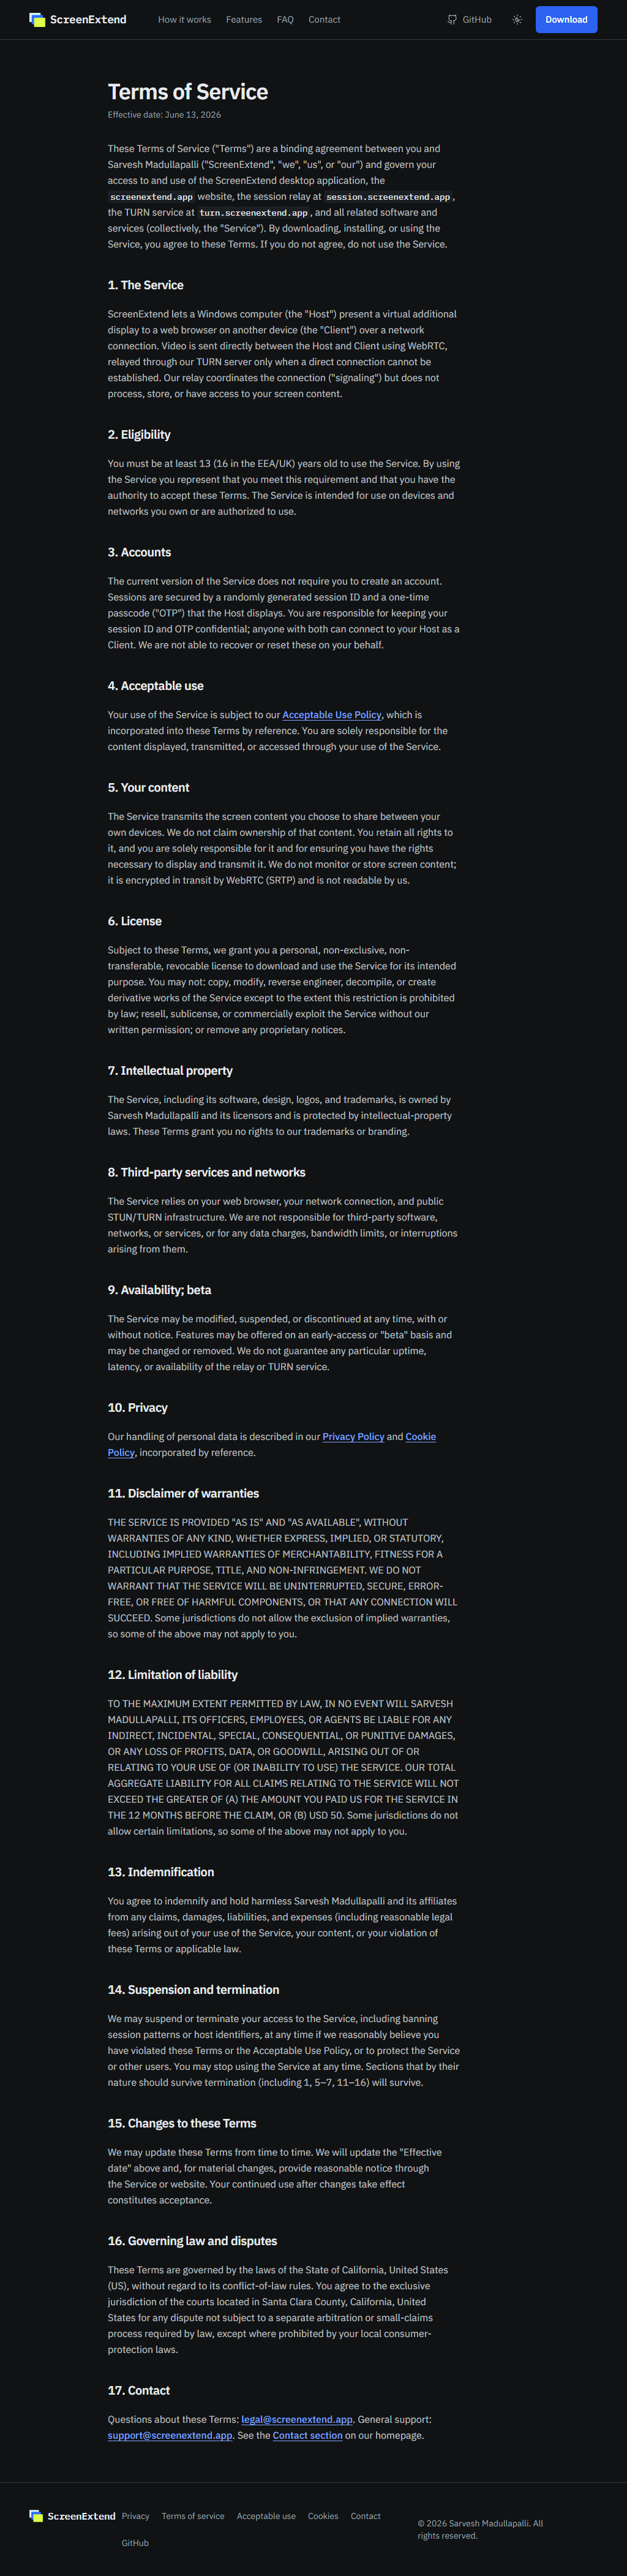 ScreenExtend How it works Features FAQ Contact GitHub Download
Terms of Service
Effective date: June 13, 2026
These Terms of Service ("Terms") are a binding agreement between you and
Sarvesh Madullapalli ("ScreenExtend", "we", "us", or "our") and govern your
access to and use of the ScreenExtend desktop application, the
screenextend.app website, the session relay at session.screenextend.app,
the TURN service at turn.screenextend.app, and all related software and
services (collectively, the "Service"). By downloading, installing, or using the
Service, you agree to these Terms. If you do not agree, do not use the Service.
1. The Service
ScreenExtend lets a Windows computer (the "Host") present a virtual additional
display to a web browser on another device (the "Client") over a network
connection. Video is sent directly between the Host and Client using WebRTC,
relayed through our TURN server only when a direct connection cannot be
established. Our relay coordinates the connection ("signaling") but does not
process, store, or have access to your screen content.
2. Eligibility
You must be at least 13 (16 in the EEA/UK) years old to use the Service. By using
the Service you represent that you meet this requirement and that you have the
authority to accept these Terms. The Service is intended for use on devices and
networks you own or are authorized to use.
3. Accounts
The current version of the Service does not require you to create an account.
Sessions are secured by a randomly generated session ID and a one-time
passcode ("OTP") that the Host displays. You are responsible for keeping your
session ID and OTP confidential; anyone with both can connect to your Host as a
Client. We are not able to recover or reset these on your behalf.
4. Acceptable use
Your use of the Service is subject to our Acceptable Use Policy, which is
incorporated into these Terms by reference. You are solely responsible for the
content displayed, transmitted, or accessed through your use of the Service.
5. Your content
The Service transmits the screen content you choose to share between your
own devices. We do not claim ownership of that content. You retain all rights to
it, and you are solely responsible for it and for ensuring you have the rights
necessary to display and transmit it. We do not monitor or store screen content;
it is encrypted in transit by WebRTC (SRTP) and is not readable by us.
6. License
Subject to these Terms, we grant you a personal, non-exclusive, non-
transferable, revocable license to download and use the Service for its intended
purpose. You may not: copy, modify, reverse engineer, decompile, or create
derivative works of the Service except to the extent this restriction is prohibited
by law; resell, sublicense, or commercially exploit the Service without our
written permission; or remove any proprietary notices.
7. Intellectual property
The Service, including its software, design, logos, and trademarks, is owned by
Sarvesh Madullapalli and its licensors and is protected by intellectual-property
laws. These Terms grant you no rights to our trademarks or branding.
8. Third-party services and networks
The Service relies on your web browser, your network connection, and public
STUN/TURN infrastructure. We are not responsible for third-party software,
networks, or services, or for any data charges, bandwidth limits, or interruptions
arising from them.
9. Availability; beta
The Service may be modified, suspended, or discontinued at any time, with or
without notice. Features may be offered on an early-access or "beta" basis and
may be changed or removed. We do not guarantee any particular uptime,
latency, or availability of the relay or TURN service.
10. Privacy
Our handling of personal data is described in our Privacy Policy and Cookie
Policy, incorporated by reference.
11. Disclaimer of warranties
THE SERVICE IS PROVIDED "AS IS" AND "AS AVAILABLE", WITHOUT
WARRANTIES OF ANY KIND, WHETHER EXPRESS, IMPLIED, OR STATUTORY,
INCLUDING IMPLIED WARRANTIES OF MERCHANTABILITY, FITNESS FOR A
PARTICULAR PURPOSE, TITLE, AND NON-INFRINGEMENT. WE DO NOT
WARRANT THAT THE SERVICE WILL BE UNINTERRUPTED, SECURE, ERROR-
FREE, OR FREE OF HARMFUL COMPONENTS, OR THAT ANY CONNECTION WILL
SUCCEED. Some jurisdictions do not allow the exclusion of implied warranties,
so some of the above may not apply to you.
12. Limitation of liability
TO THE MAXIMUM EXTENT PERMITTED BY LAW, IN NO EVENT WILL SARVESH
MADULLAPALLI, ITS OFFICERS, EMPLOYEES, OR AGENTS BE LIABLE FOR ANY
INDIRECT, INCIDENTAL, SPECIAL, CONSEQUENTIAL, OR PUNITIVE DAMAGES,
OR ANY LOSS OF PROFITS, DATA, OR GOODWILL, ARISING OUT OF OR
RELATING TO YOUR USE OF (OR INABILITY TO USE) THE SERVICE. OUR TOTAL
AGGREGATE LIABILITY FOR ALL CLAIMS RELATING TO THE SERVICE WILL NOT
EXCEED THE GREATER OF (A) THE AMOUNT YOU PAID US FOR THE SERVICE IN
THE 12 MONTHS BEFORE THE CLAIM, OR (B) USD 50. Some jurisdictions do not
allow certain limitations, so some of the above may not apply to you.
13. Indemnification
You agree to indemnify and hold harmless Sarvesh Madullapalli and its affiliates
from any claims, damages, liabilities, and expenses (including reasonable legal
fees) arising out of your use of the Service, your content, or your violation of
these Terms or applicable law.
14. Suspension and termination
We may suspend or terminate your access to the Service, including banning
session patterns or host identifiers, at any time if we reasonably believe you
have violated these Terms or the Acceptable Use Policy, or to protect the Service
or other users. You may stop using the Service at any time. Sections that by their
nature should survive termination (including 1, 5–7, 11–16) will survive.
15. Changes to these Terms
We may update these Terms from time to time. We will update the "Effective
date" above and, for material changes, provide reasonable notice through
the Service or website. Your continued use after changes take effect
constitutes acceptance.
16. Governing law and disputes
These Terms are governed by the laws of the State of California, United States
(US), without regard to its conflict-of-law rules. You agree to the exclusive
jurisdiction of the courts located in Santa Clara County, California, United
States for any dispute not subject to a separate arbitration or small-claims
process required by law, except where prohibited by your local consumer-
protection laws.
17. Contact
Questions about these Terms: legal@screenextend.app. General support:
support@screenextend.app. See the Contact section on our homepage.
ScreenExtend Privacy Terms of service Acceptable use Cookies Contact
GitHub
© 2026 Sarvesh Madullapalli. All
rights reserved.